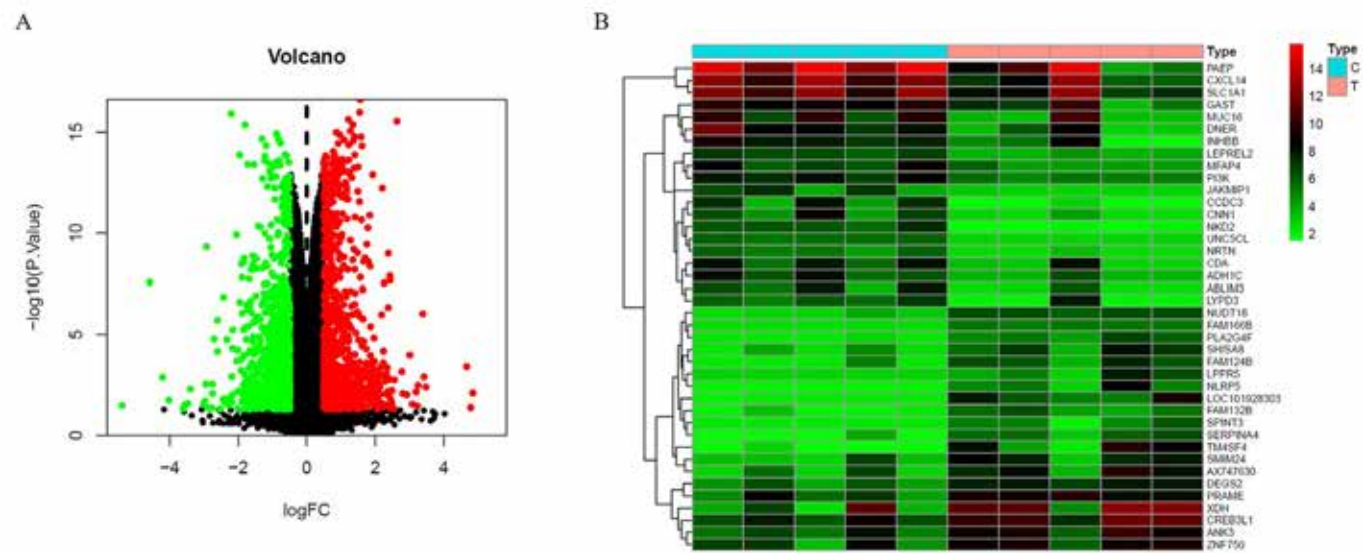 A
B
Volcano
−log10(P.Value)
15
10
5
0
−4
−2
0
2
4
logFC
Type
PAEP
CXCL14
SLC1A1
GAST
MUC16
DNER
INHBB
LEPREL2
MFAP4
PI3K
JAKMIP1
CCDC3
CNN1
NKD2
UNC5CL
NRTN
CDA
ADH1C
ABLIM3
LYPD3
NUDT16
FAM166B
PLA2G4F
SHISA8
FAM124B
LPPR5
NLRP5
LOC101928303
FAM132B
SPINT3
SERPINA4
TM4SF4
SMIM24
AX747630
DEGS2
PRAME
XDH
CREB3L1
ANK3
ZNF750
14
12
10
8
6
4
2
Type
C
T